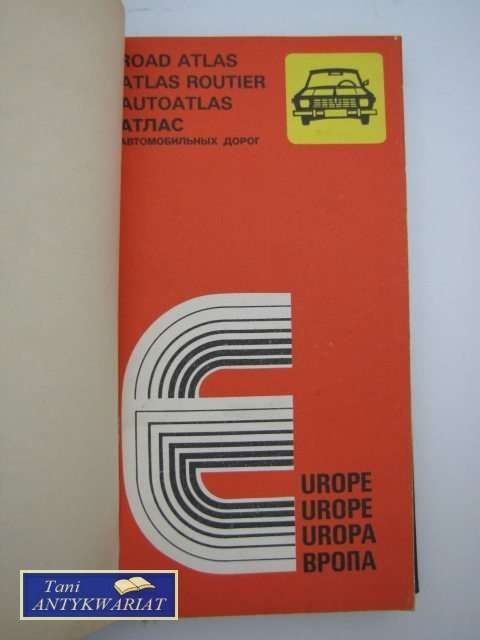 ROAD ATLAS
ATLAS ROUTIER
AUTOATLAS
АТЛАС
АВТОМОБИЛЬНЫХ ДОРОГ
E
UROPE
UROPE
UROPA
ВРОПА
Tani
ANTYKWARIAT